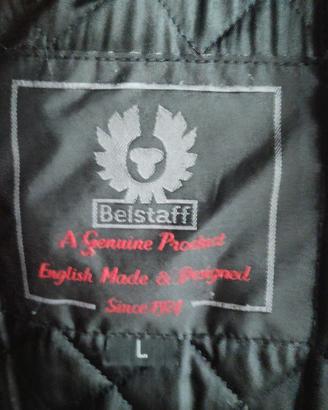 Belstaff
A Genuine Product
English Made & Designed
Since 1924
L